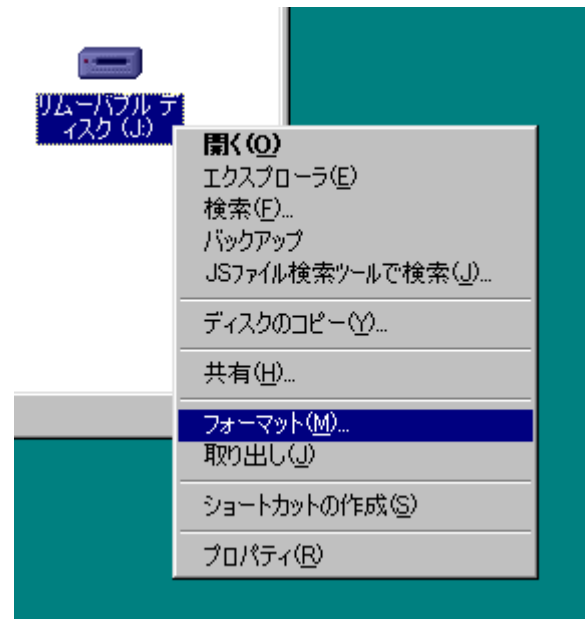 リムーバブル デ
ィスク (J:)
開く(O)
エクスプローラ(E)
検索(F)...
バックアップ
JSファイル検索ツールで検索(J)...
ディスクのコピー(Y)...
共有(H)...
フォーマット(M)...
取り出し(J)
ショートカットの作成(S)
プロパティ(R)